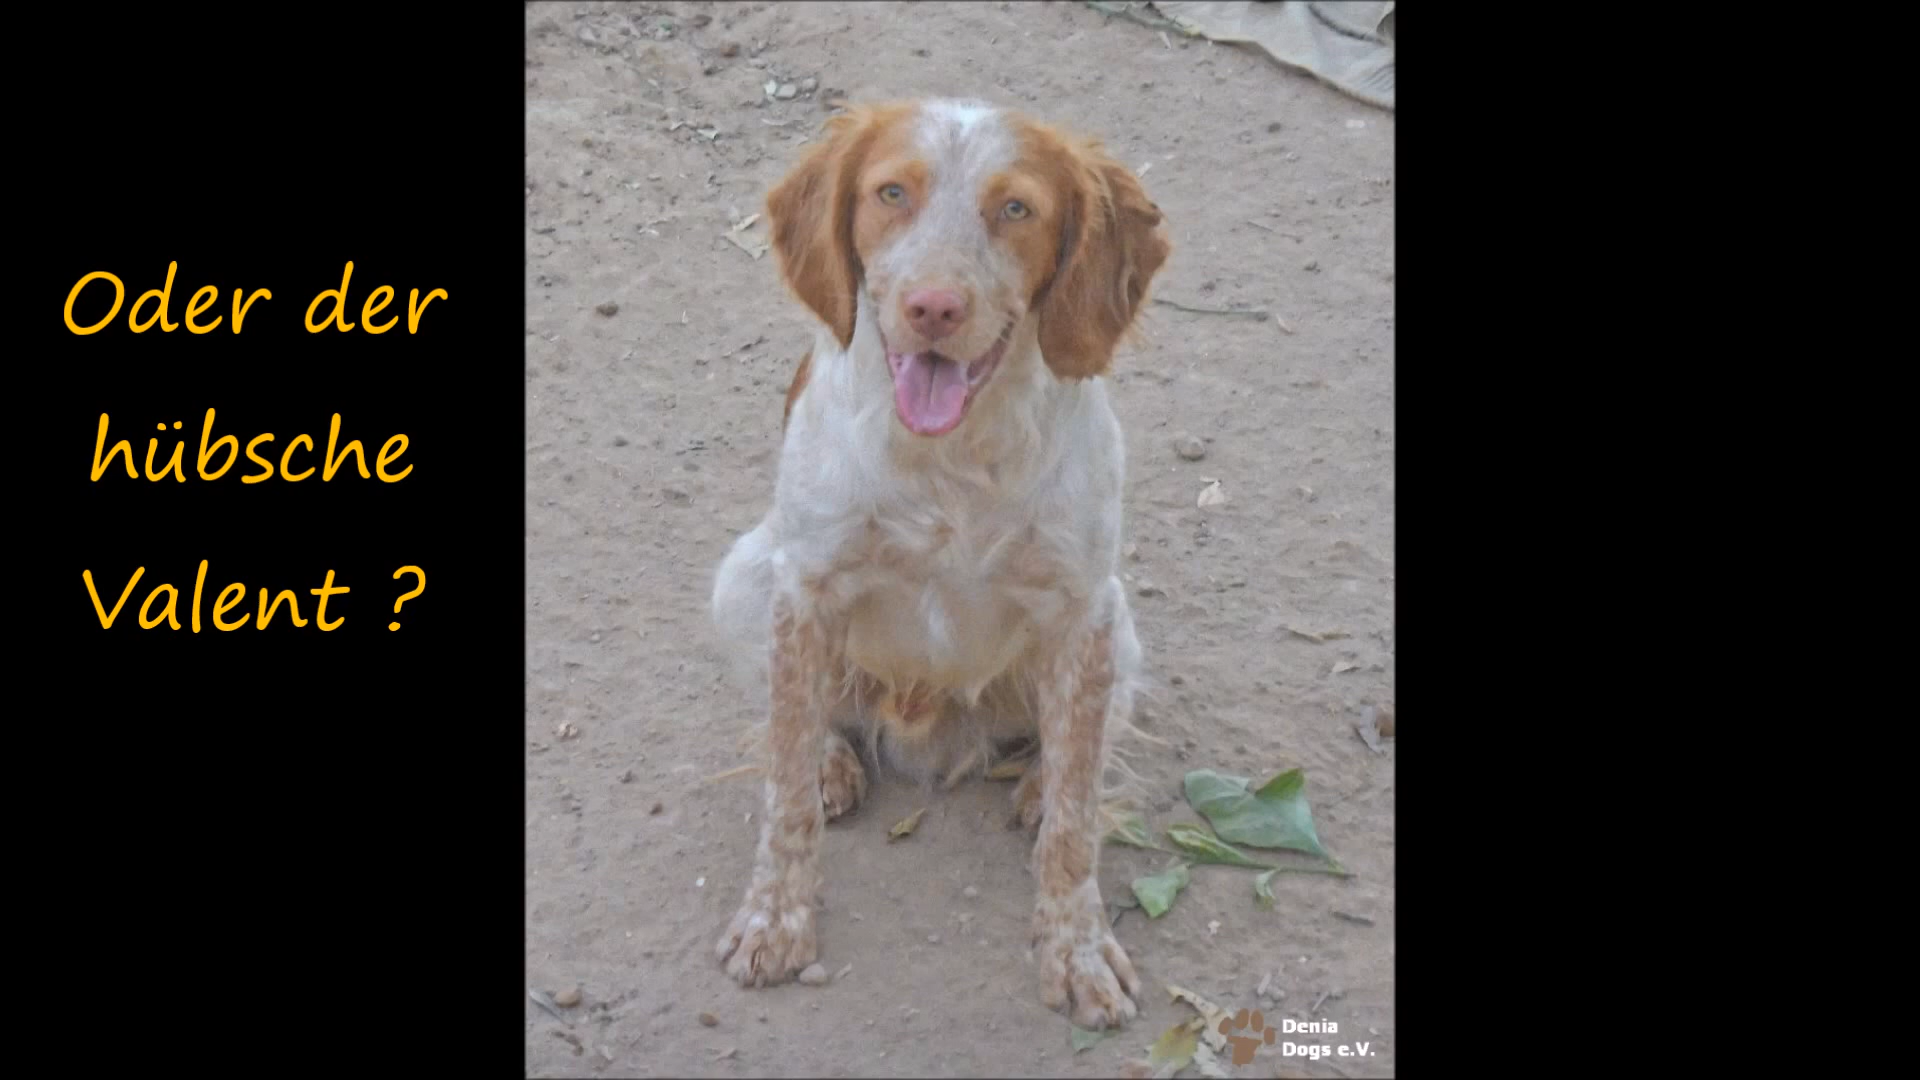 Oder der
hübsche
Valent ?
Denia
Dogs e.V.